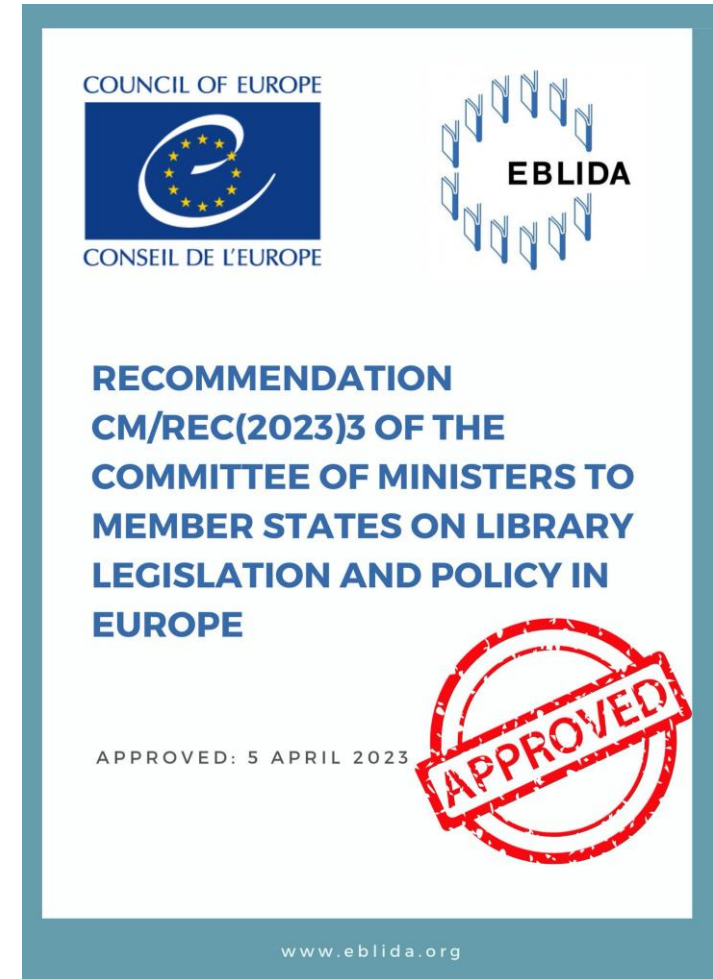 COUNCIL OF EUROPE
CONSEIL DE L'EUROPE
EBLIDA
RECOMMENDATION
CM/REC(2023)3 OF THE
COMMITTEE OF MINISTERS TO
MEMBER STATES ON LIBRARY
LEGISLATION AND POLICY IN
EUROPE
APPROVED: 5 APRIL 2023
APPROVED
www.eblida.org